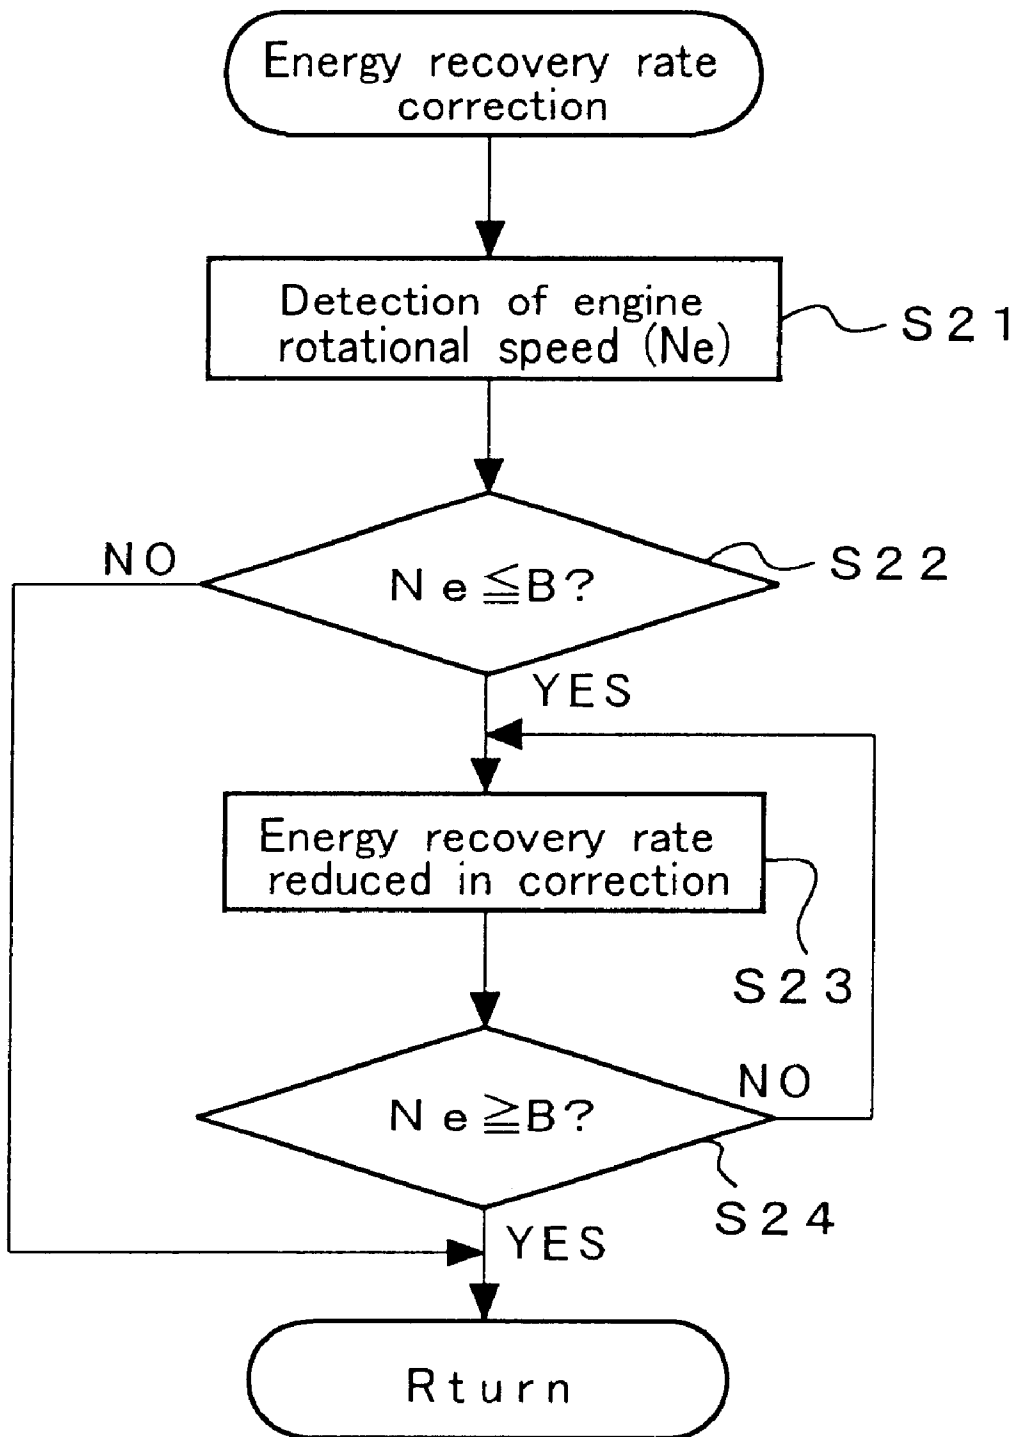 Energy recovery rate
correction
Detection of engine
rotational speed (Ne)
S21
NO
Ne≦B?
S22
YES
Energy recovery rate
reduced in correction
S23
Ne≧B?
NO
S24
YES
Rturn